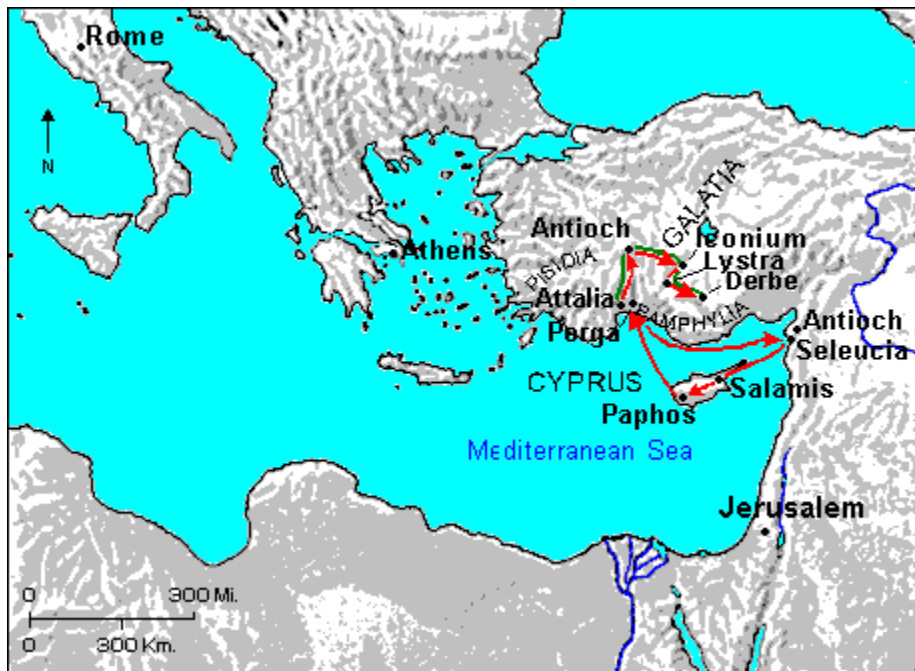 Rome
N
Athens
GALATIA
Antioch
Iconium
Lystra
Derbe
PISIDIA
Attalia
PAMPHYLIA
Perga
Antioch
Seleucia
CYPRUS
Salamis
Paphos
Mediterranean Sea
Jerusalem
0 300 Mi.
0 300 Km.